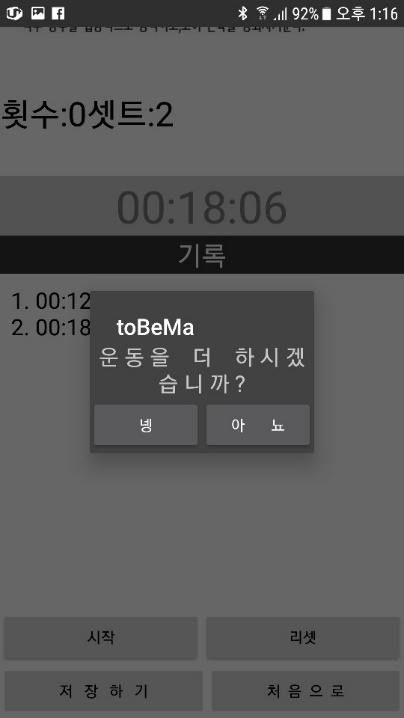 92% 오후 1:16
횟수:0셋트:2
00:18:06
기록
1. 00:12
2. 00:18
toBeMa
운동을 더 하시겠
습니까?
넹 아 뇨
시작 리셋
저 장 하 기 처 음 으 로